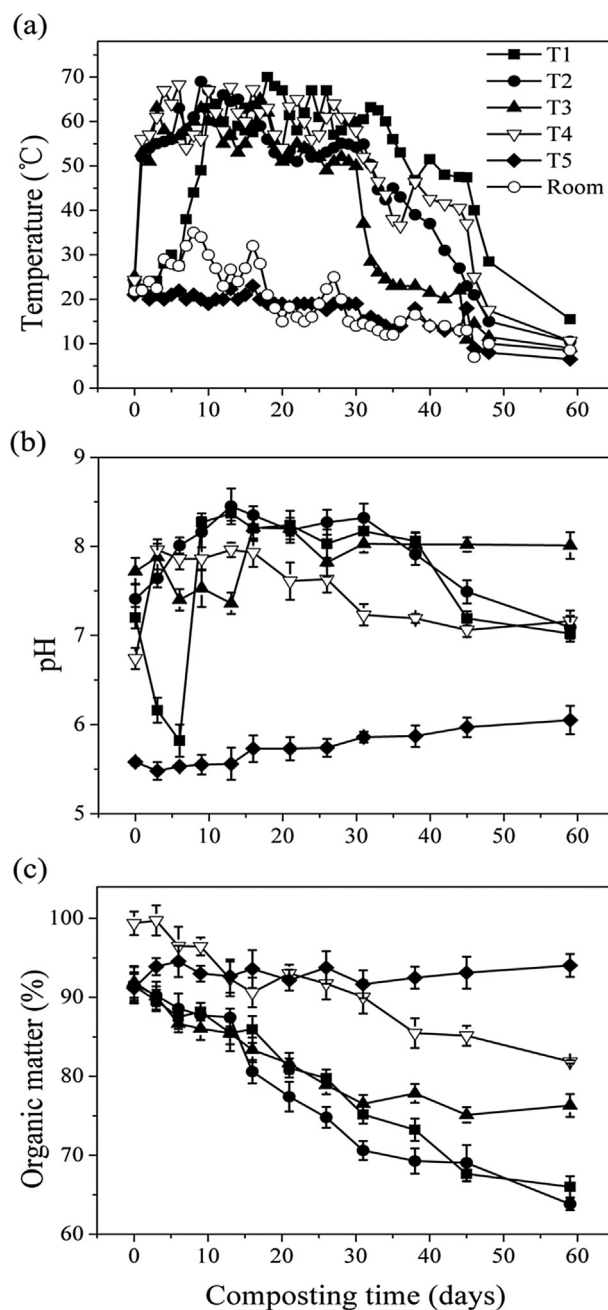 (a)
Temperature (℃)
70
60
50
40
30
20
10
0
T1
T2
T3
T4
T5
Room
0 10 20 30 40 50 60
(b)
pH
9
8
7
6
5
0 10 20 30 40 50 60
(c)
Organic matter (%)
100
90
80
70
60
0 10 20 30 40 50 60
Composting time (days)